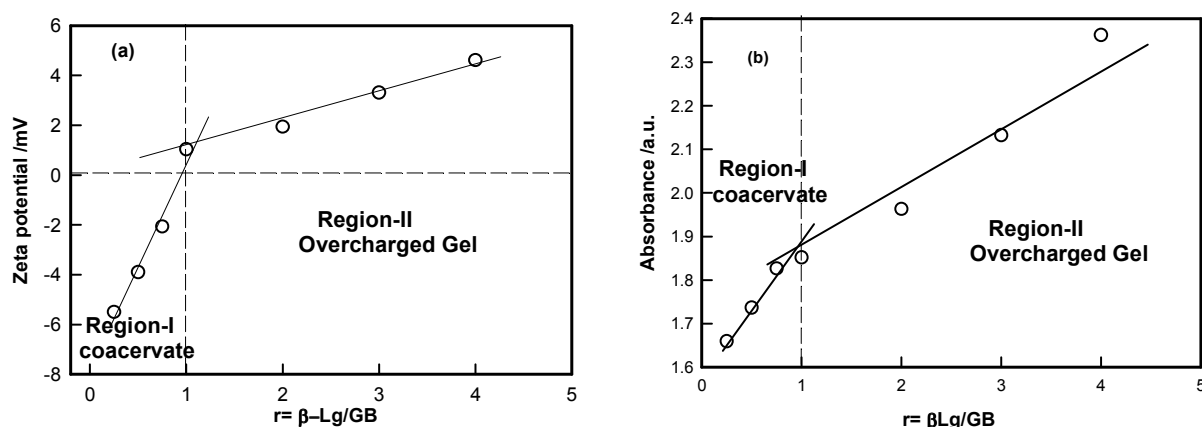 (a)
Zeta potential /mV
6
4
2
0
-2
-4
-6
-8
Region-I
coacervate
Region-II
Overcharged Gel
0 1 2 3 4 5
r= β–Lg/GB
(b)
Absorbance /a.u.
2.4
2.3
2.2
2.1
2.0
1.9
1.8
1.7
1.6
Region-I
coacervate
Region-II
Overcharged Gel
0 1 2 3 4 5
r= βLg/GB